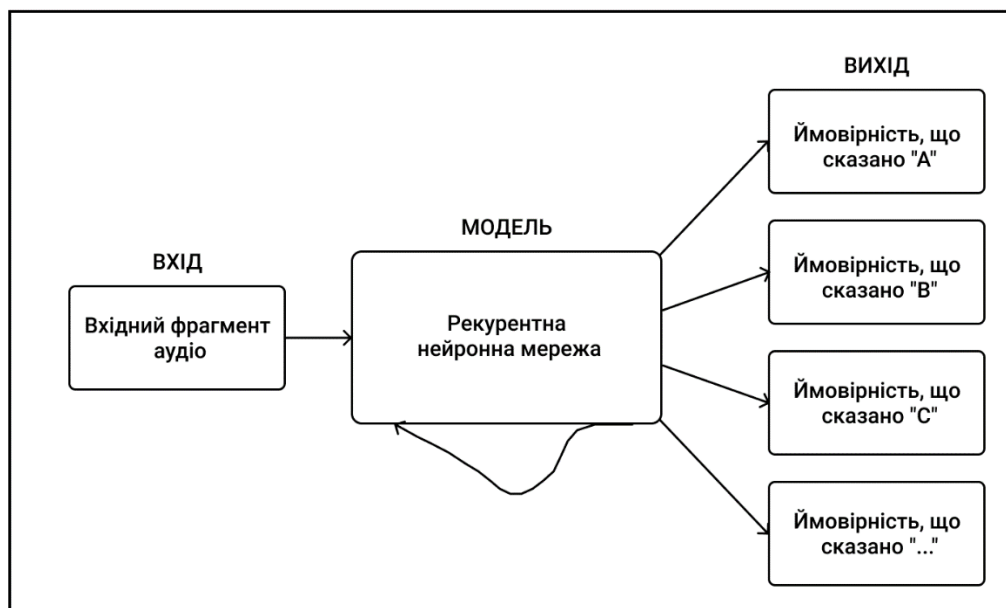 ВХІД
Вхідний фрагмент
аудіо
МОДЕЛЬ
Рекурентна
нейронна мережа
ВИХІД
Ймовірність, що
сказано "A"
Ймовірність, що
сказано "B"
Ймовірність, що
сказано "C"
Ймовірність, що
сказано "..."